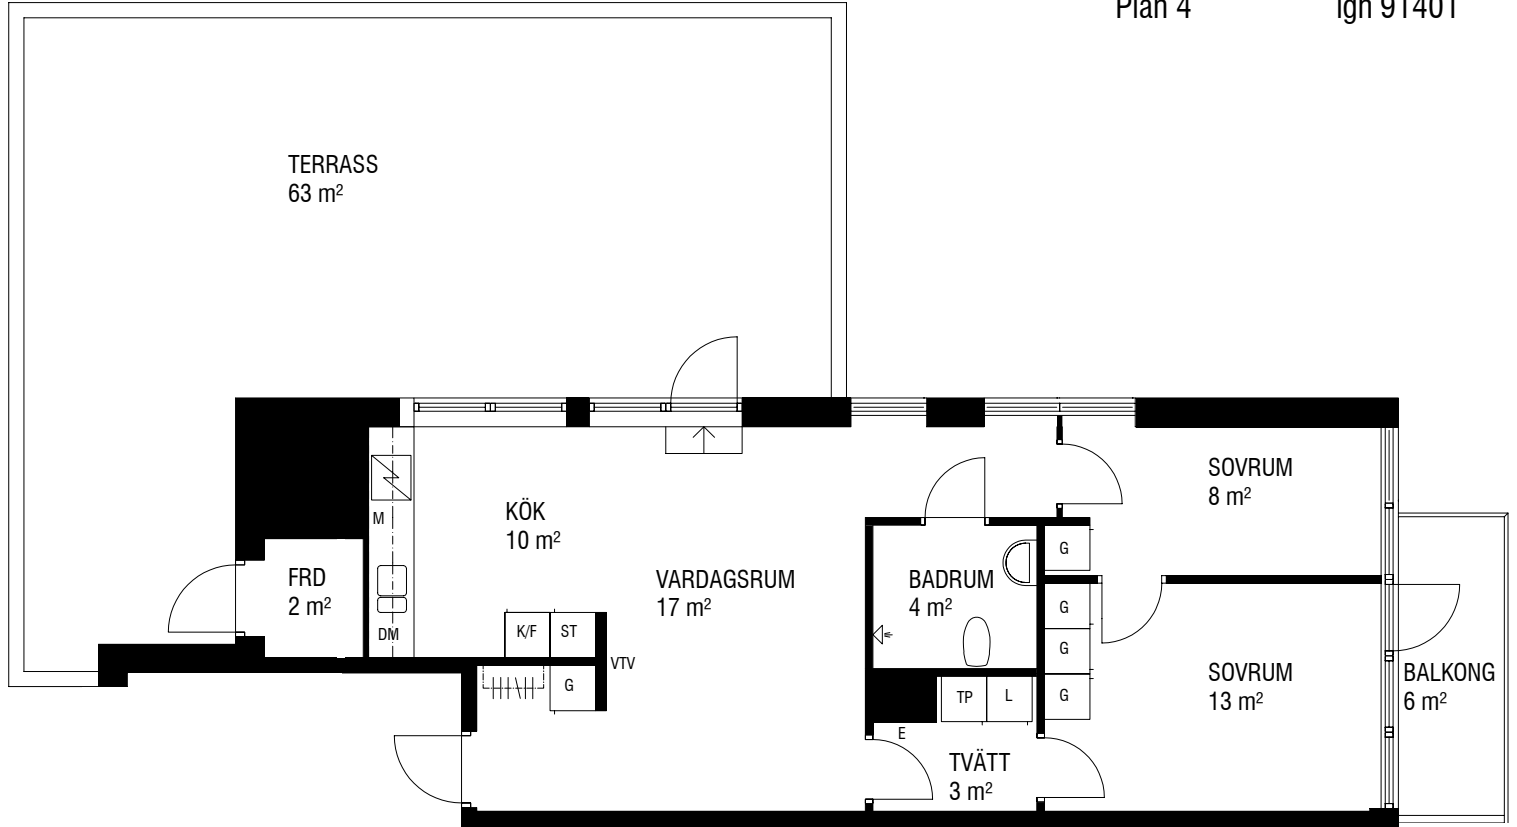 Plan 4
lgh 91401
TERRASS
63 m²
SOVRUM
8 m²
KÖK
10 m²
M
G
FRD
2 m²
VARDAGSRUM
17 m²
BADRUM
4 m²
G
DM
K/F
ST
G
VTV
G
G
TP
L
SOVRUM
13 m²
BALKONG
6 m²
E
TVÄTT
3 m²